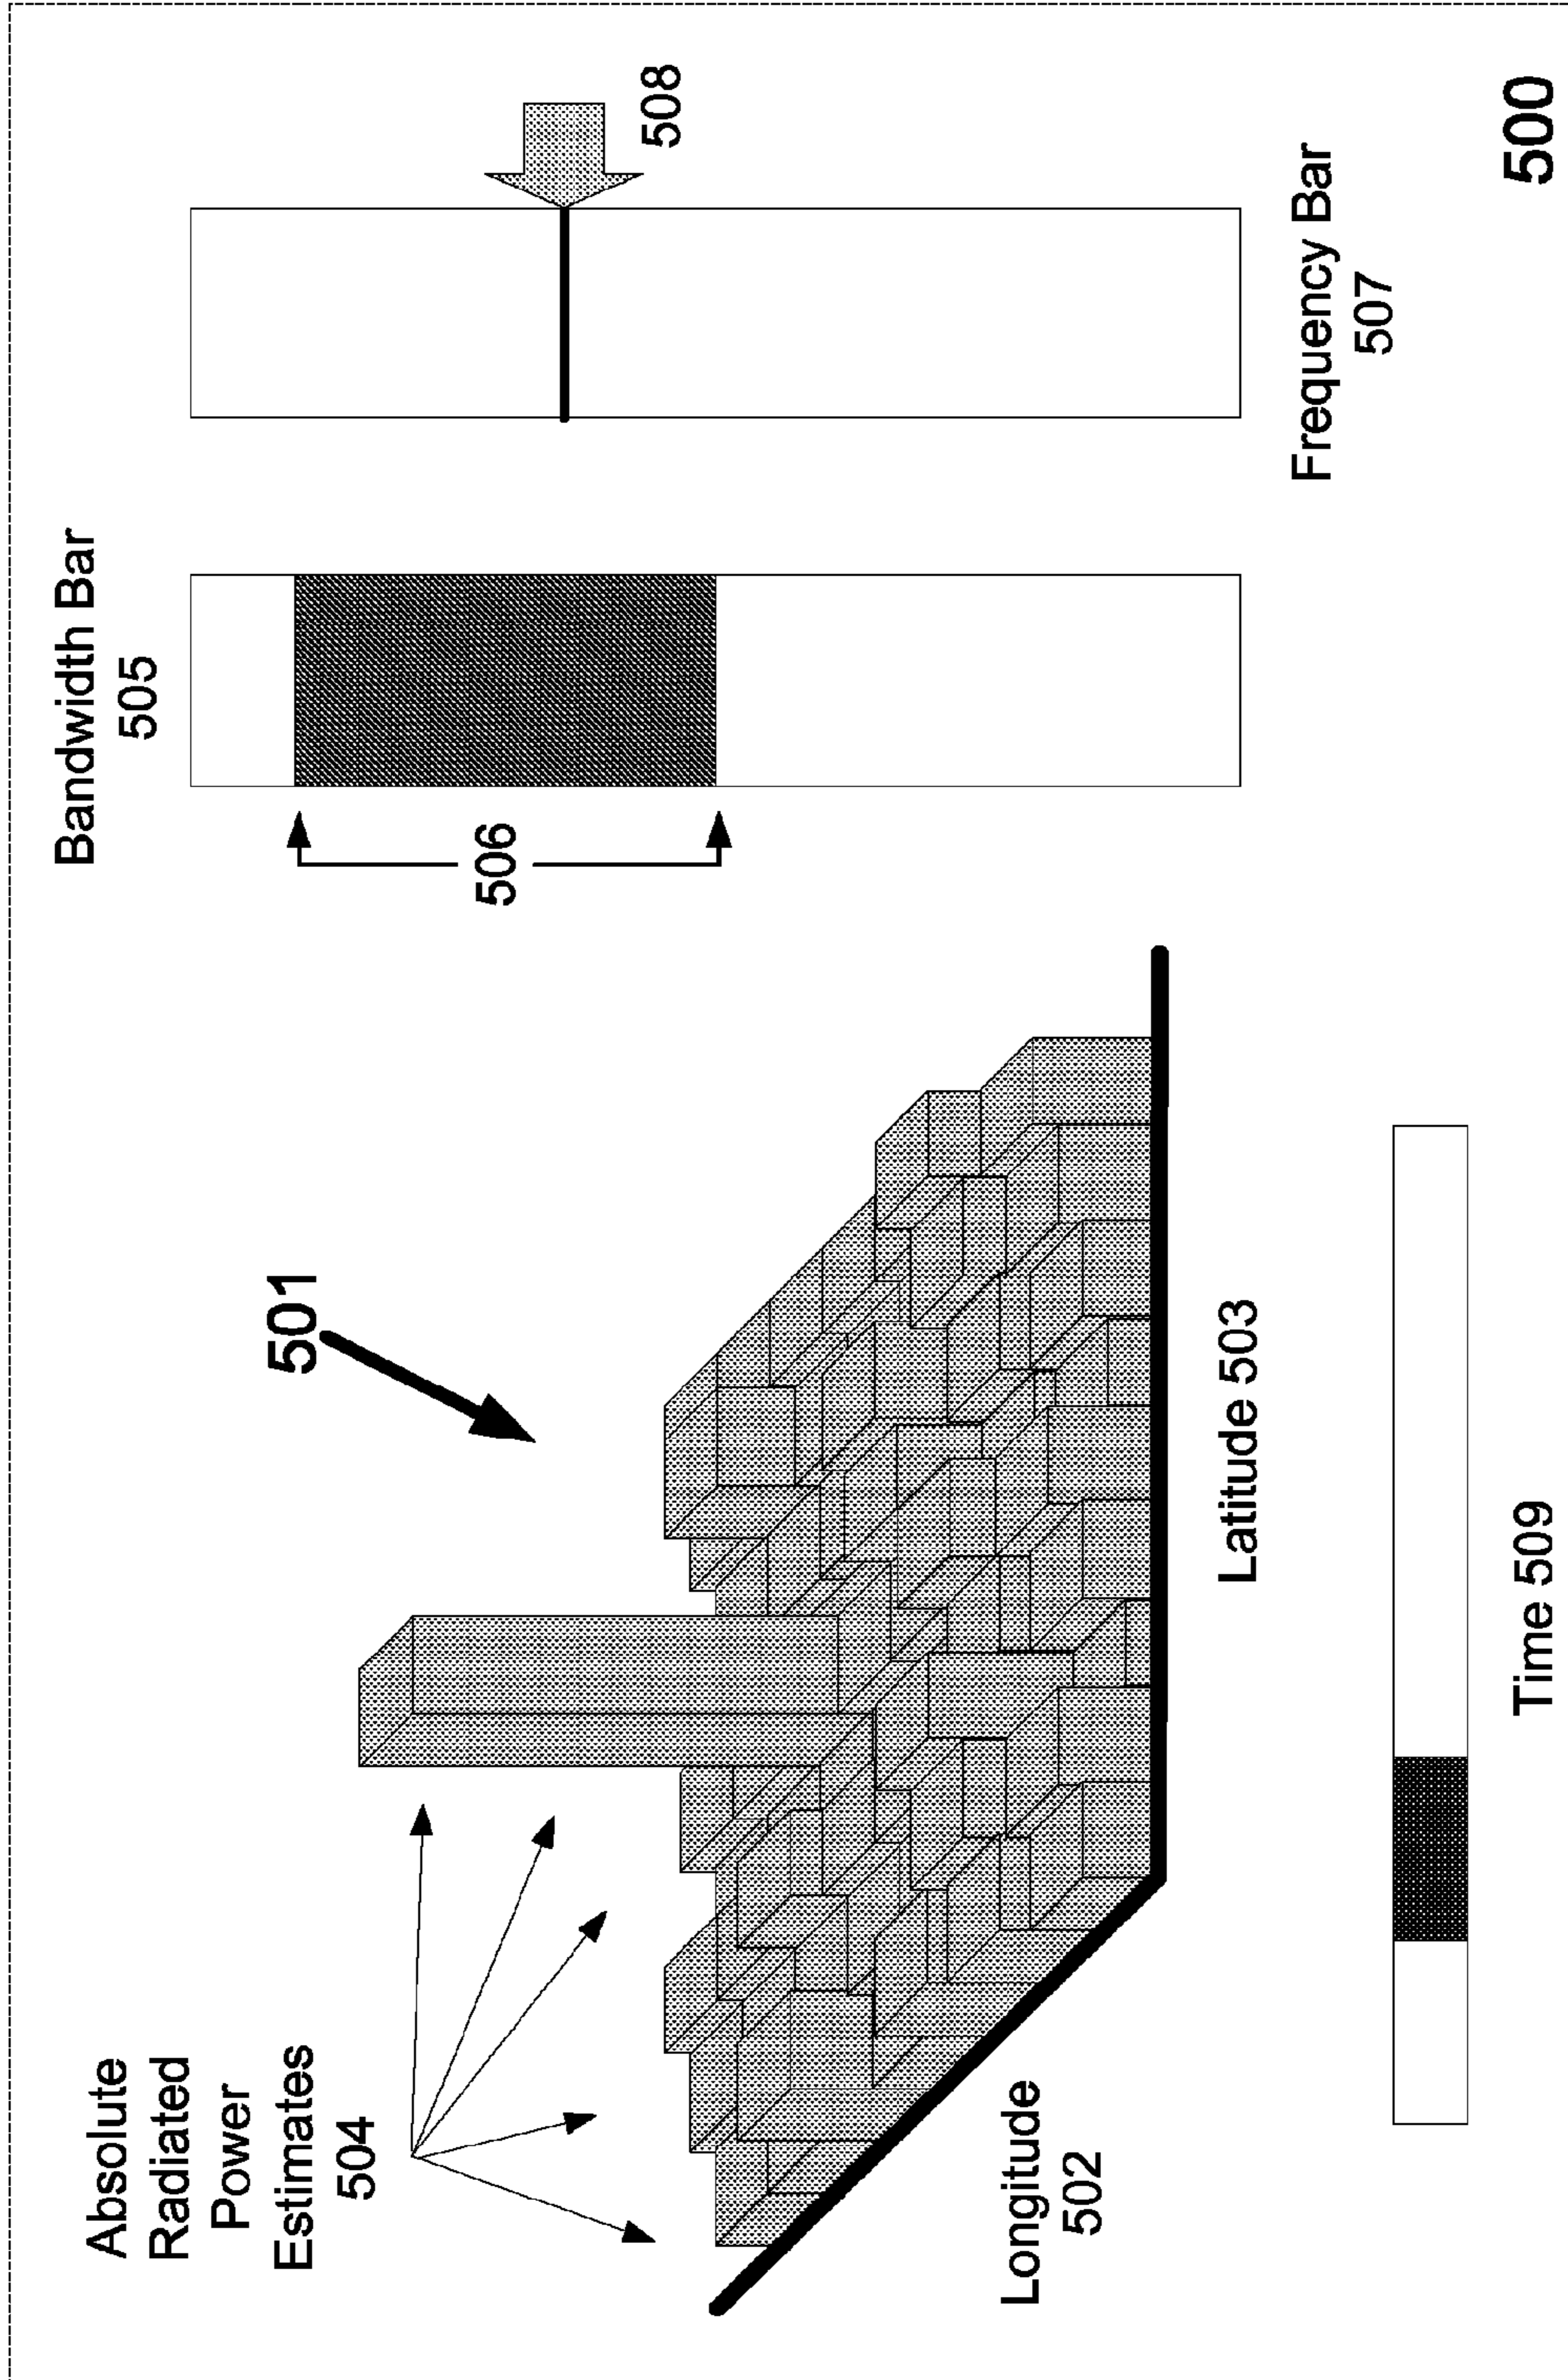 Absolute
Radiated
Power
Estimates
504
501
Bandwidth Bar
505
506
508
Longitude
502
Latitude 503
Frequency Bar
507
Time 509
500